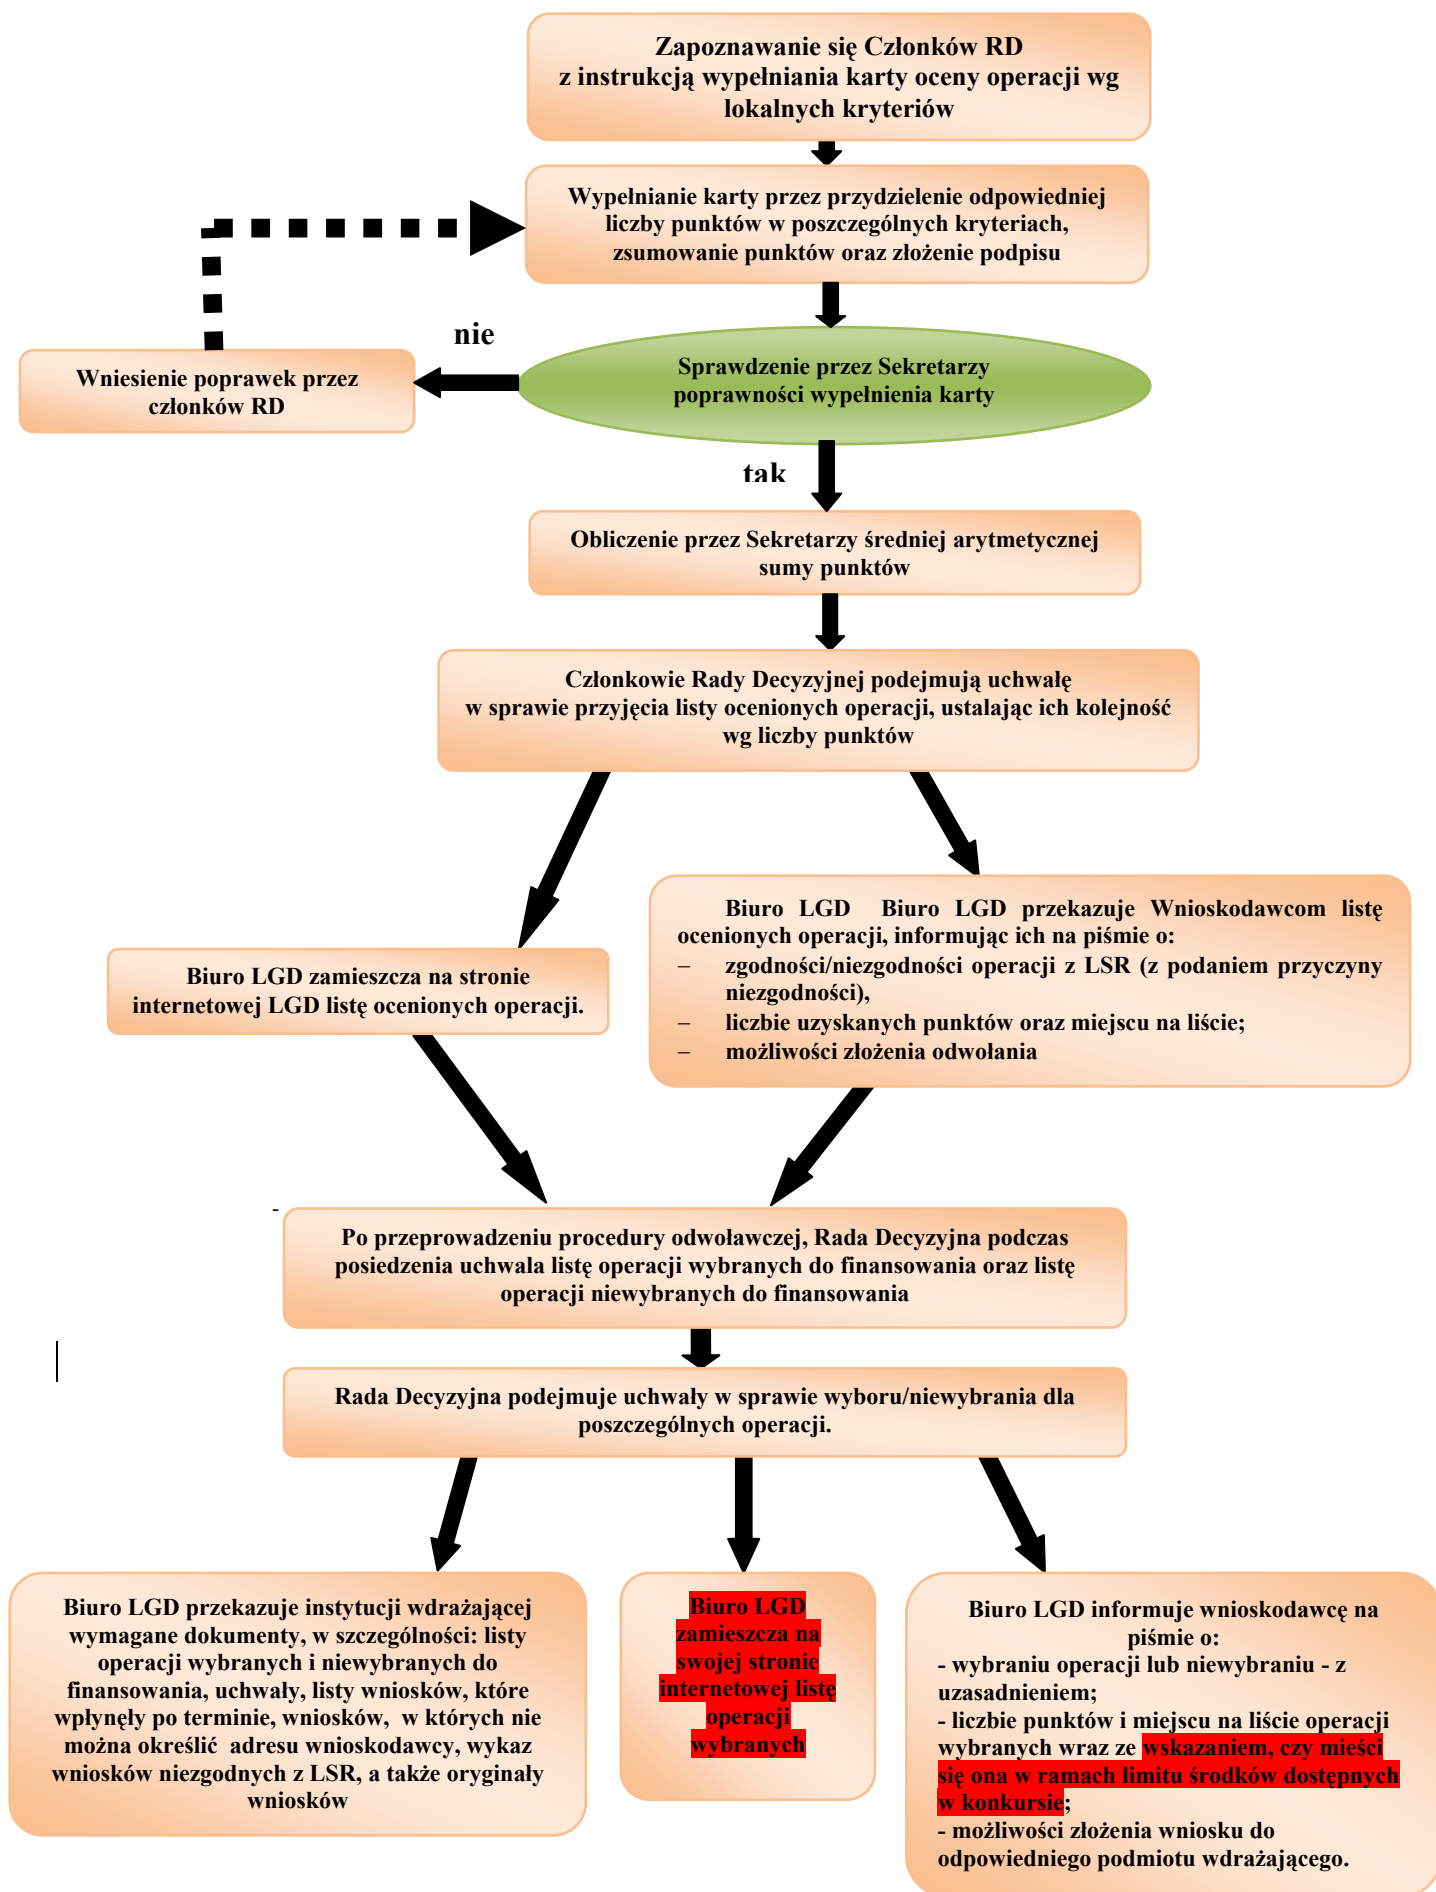 Zapoznawanie się Członków RD
z instrukcją wypełniania karty oceny operacji wg
lokalnych kryteriów
Wypełnianie karty przez przydzielenie odpowiedniej
liczby punktów w poszczególnych kryteriach,
zsumowanie punktów oraz złożenie podpisu
nie
Wniesienie poprawek przez
członków RD
Sprawdzenie przez Sekretarzy
poprawności wypełnienia karty
tak
Obliczenie przez Sekretarzy średniej arytmetycznej
sumy punktów
Członkowie Rady Decyzyjnej podejmują uchwałę
w sprawie przyjęcia listy ocenionych operacji, ustalając ich kolejność
wg liczby punktów
Biuro LGD zamieszcza na stronie
internetowej LGD listę ocenionych operacji.
Biuro LGD Biuro LGD przekazuje Wnioskodawcom listę
ocenionych operacji, informując ich na piśmie o:
– zgodności/niezgodności operacji z LSR (z podaniem przyczyny
niezgodności),
– liczbie uzyskanych punktów oraz miejscu na liście;
– możliwości złożenia odwołania
-
Po przeprowadzeniu procedury odwoławczej, Rada Decyzyjna podczas
posiedzenia uchwala listę operacji wybranych do finansowania oraz listę
operacji niewybranych do finansowania
Rada Decyzyjna podejmuje uchwały w sprawie wyboru/niewybrania dla
poszczególnych operacji.
Biuro LGD przekazuje instytucji wdrażającej
wymagane dokumenty, w szczególności: listy
operacji wybranych i niewybranych do
finansowania, uchwały, listy wniosków, które
wpłynęły po terminie, wniosków, w których nie
można określić adresu wnioskodawcy, wykaz
wniosków niezgodnych z LSR, a także oryginały
wniosków
Biuro LGD
zamieszcza na
swojej stronie
internetowej listę
operacji
wybranych
Biuro LGD informuje wnioskodawcę na
piśmie o:
- wybraniu operacji lub niewybraniu - z
uzasadnieniem;
- liczbie punktów i miejscu na liście operacji
wybranych wraz ze wskazaniem, czy mieści
się ona w ramach limitu środków dostępnych
w konkursie;
- możliwości złożenia wniosku do
odpowiedniego podmiotu wdrażającego.